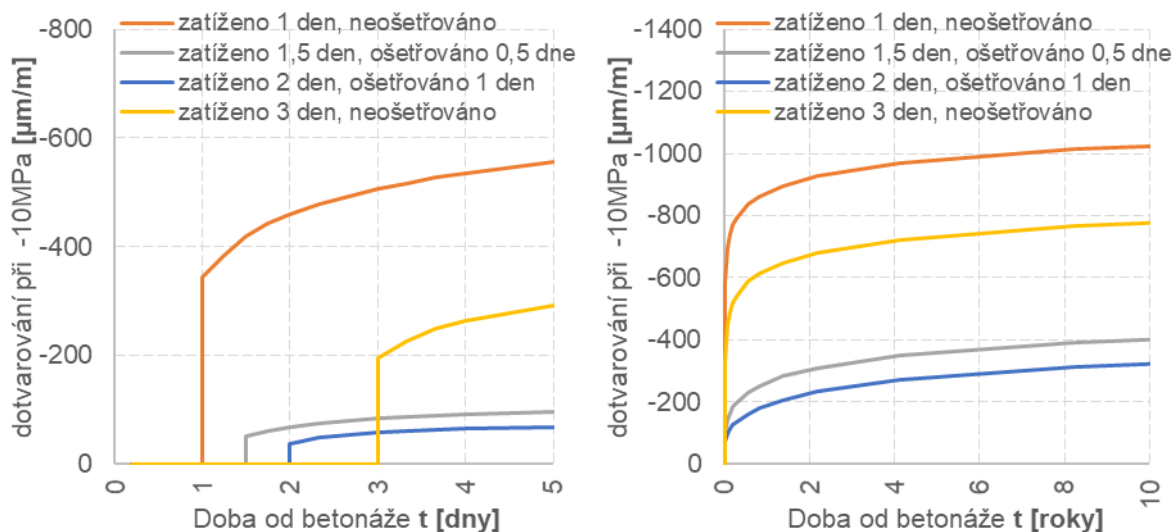 -800
-600
-400
-200
0
zatíženo 1 den, neošetřováno
zatíženo 1,5 den, ošetřováno 0,5 dne
zatíženo 2 den, ošetřováno 1 den
zatíženo 3 den, neošetřováno
dotvarování při -10MPa [µm/m]
0
1
2
3
4
5
Doba od betonáže t [dny]
-1400
-1200
-1000
-800
-600
-400
-200
0
zatíženo 1 den, neošetřováno
zatíženo 1,5 den, ošetřováno 0,5 dne
zatíženo 2 den, ošetřováno 1 den
zatíženo 3 den, neošetřováno
dotvarování při -10MPa [µm/m]
0
2
4
6
8
10
Doba od betonáže t [roky]